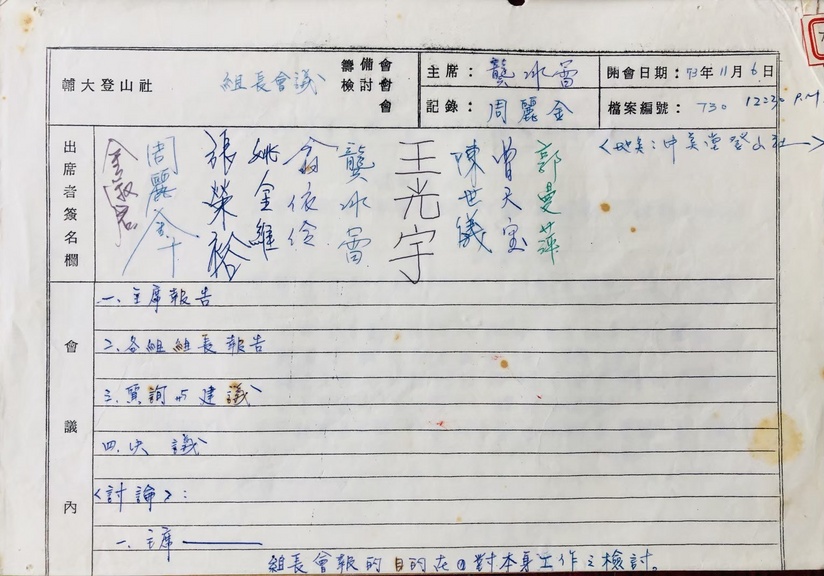 輔大登山社
組長會議
籌備會
檢討會
會
主席：龔冰雷
記錄：周麗金
開會日期：73年11月6日
檔案編號：730
12:30 P.M.
<地點：中美堂登山社>
出席者簽名欄
周麗金
張榮裕
姚金維
翁依伶
龔冰雷
王光宇
陳世儀
曾天寶
郭曼萍
會議內
一、主席報告
二、各組組長報告
三、質詢與建議
四、決議
<討論>：
一、主席——
組長會報的目的在對本身工作之檢討。